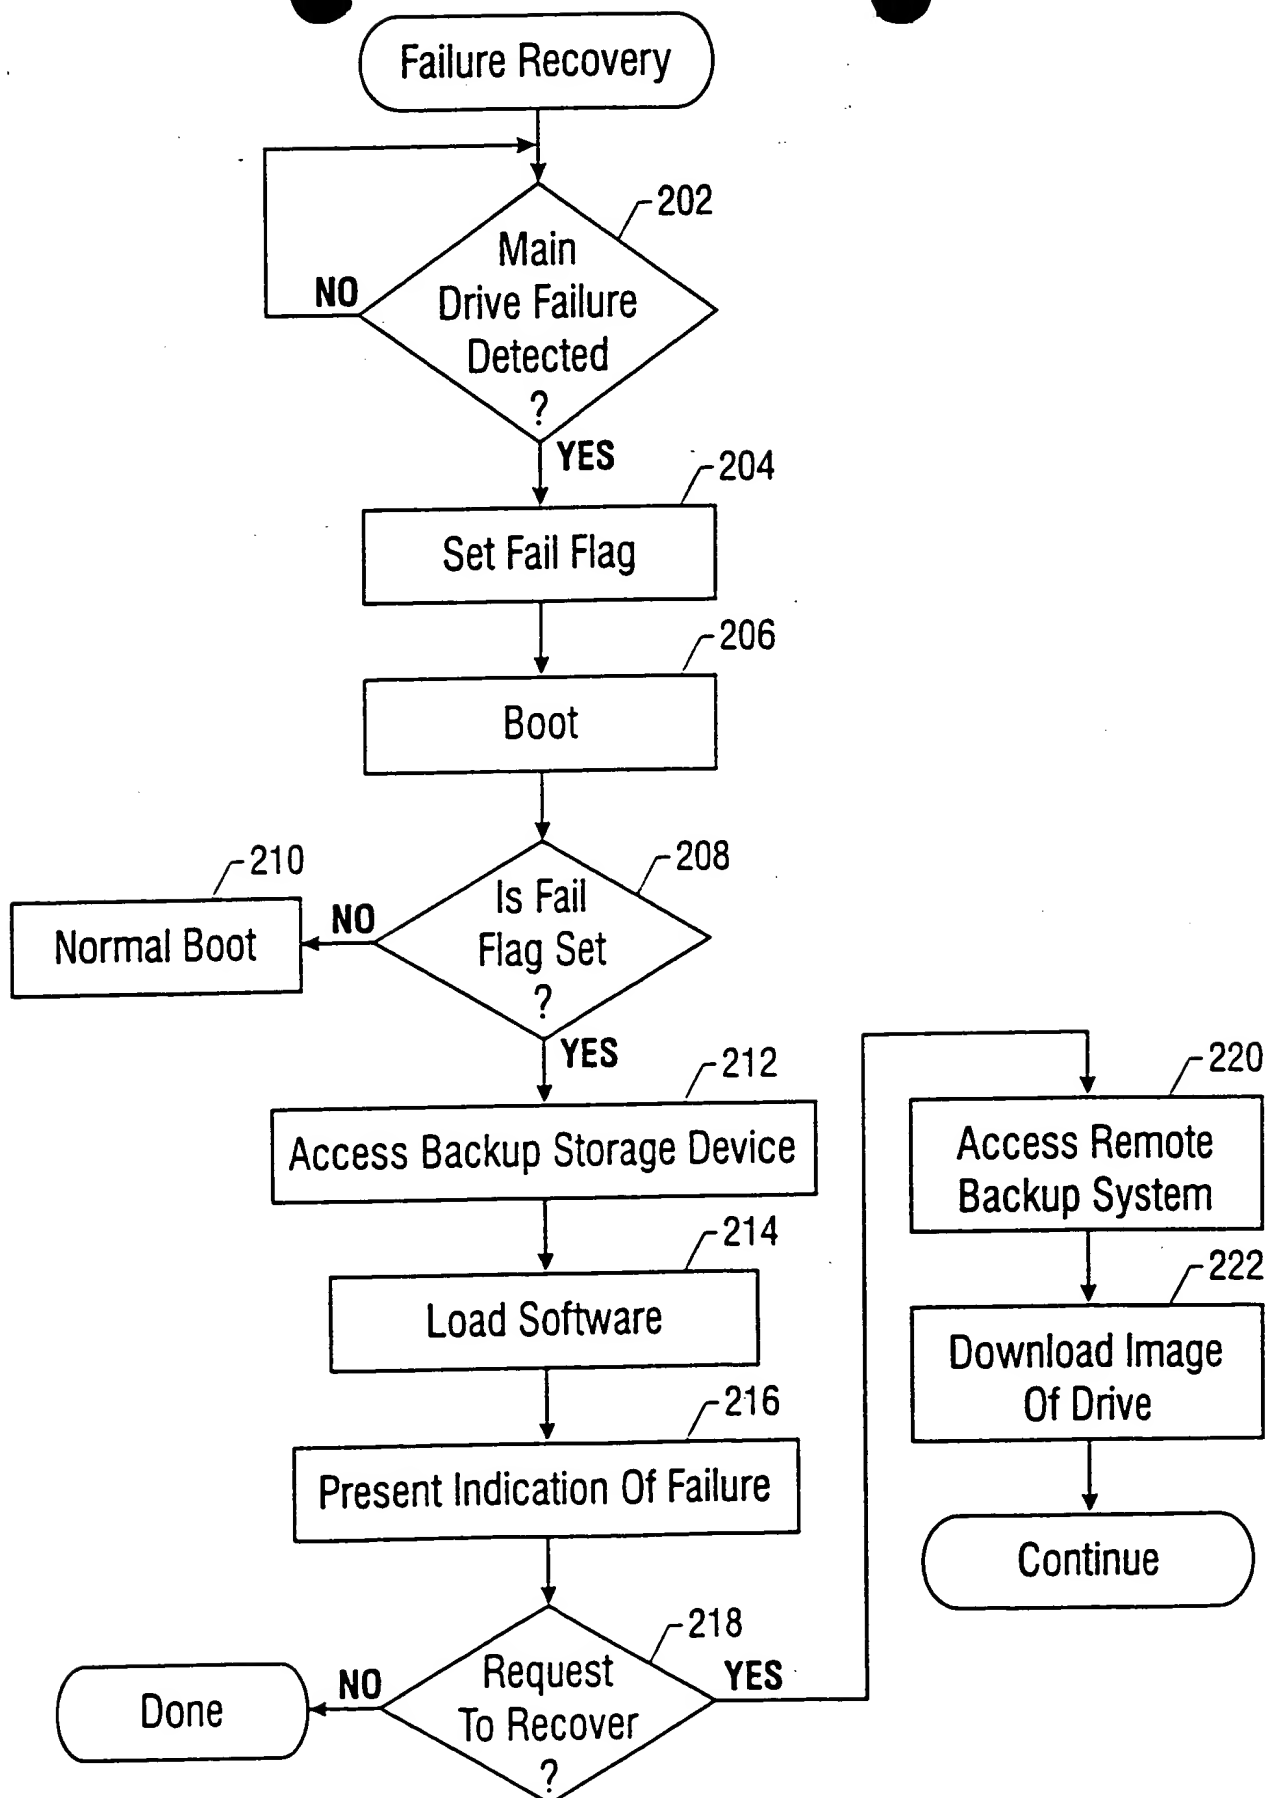 Failure Recovery
202
Main
Drive Failure
Detected
?
NO
YES
204
Set Fail Flag
206
Boot
208
Is Fail
Flag Set
?
NO
210
Normal Boot
YES
212
Access Backup Storage Device
214
Load Software
216
Present Indication Of Failure
218
Request
To Recover
?
NO
Done
YES
220
Access Remote
Backup System
222
Download Image
Of Drive
Continue